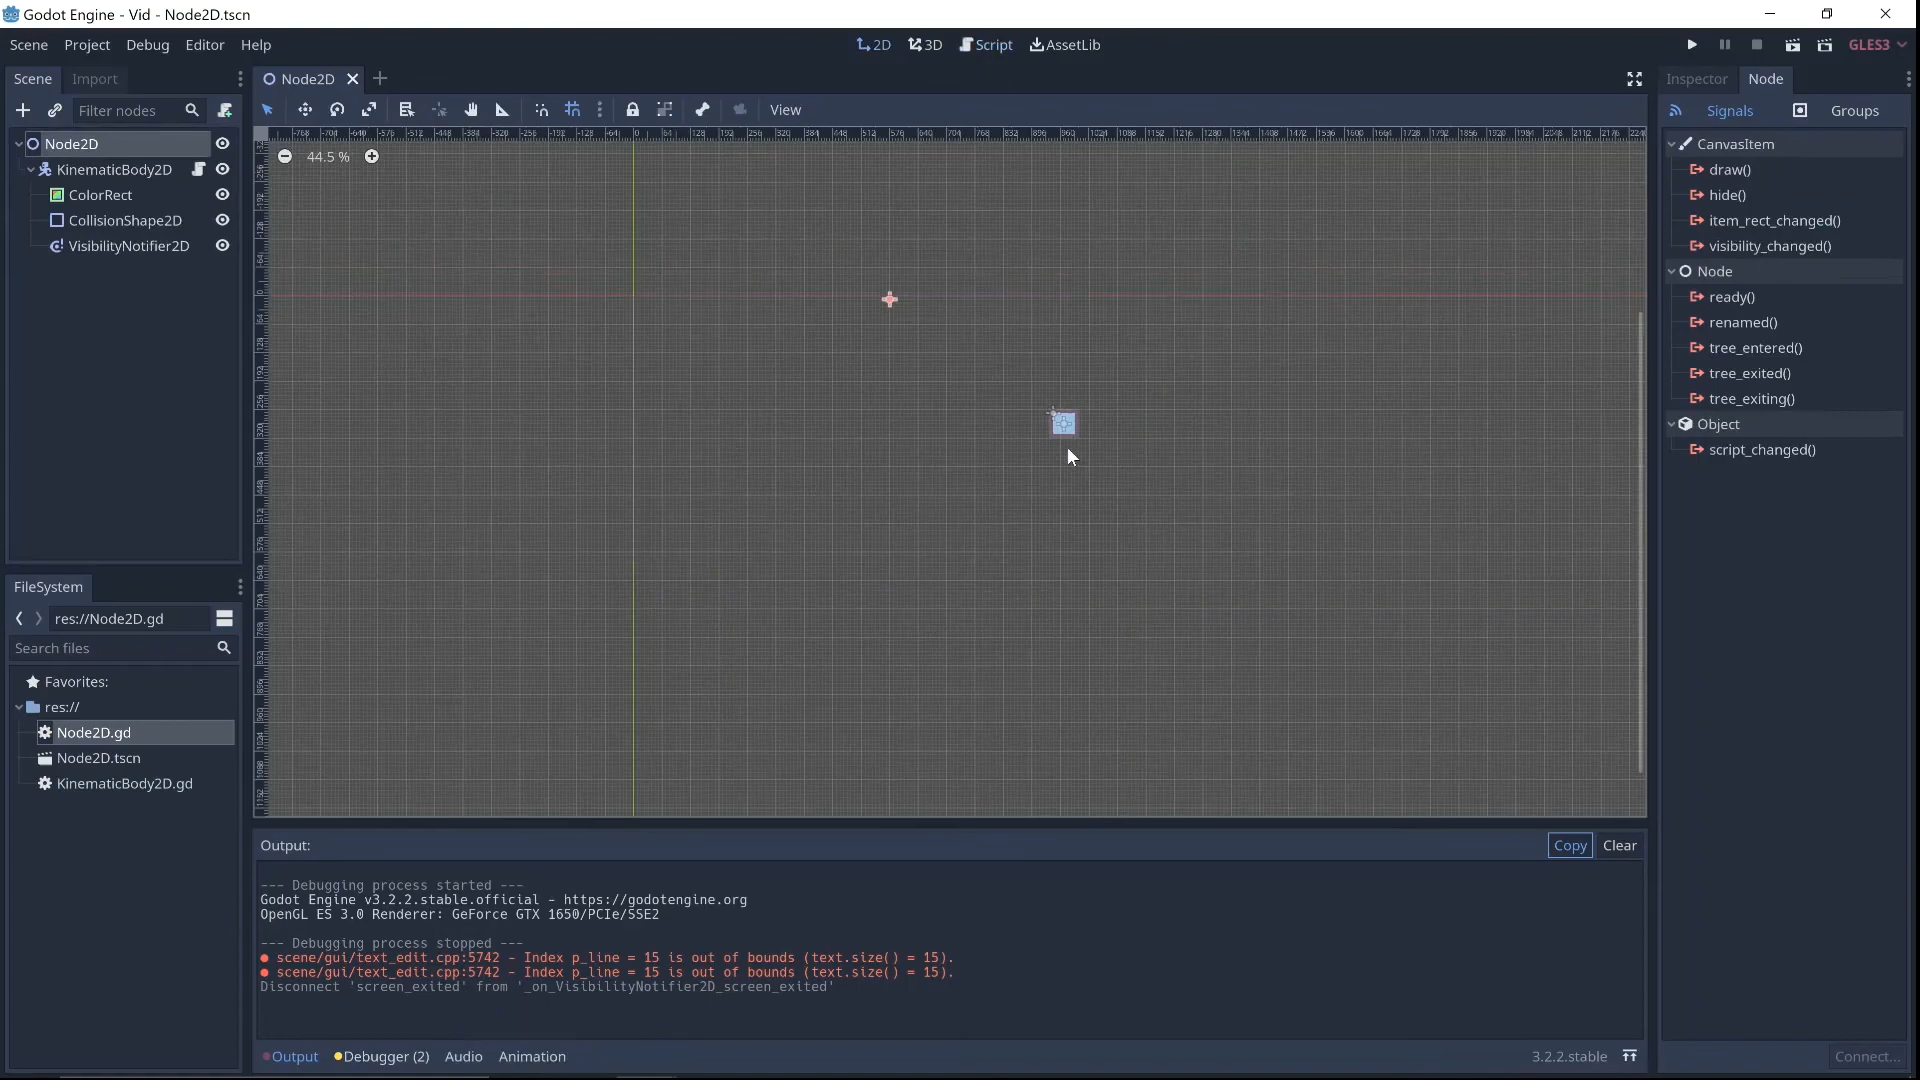 Godot Engine - Vid - Node2D.tscn
Scene Project Debug Editor Help
2D 3D Script AssetLib
GLES3
Scene Import
Node2D
Inspector Node
Filter nodes
View
Signals Groups
Node2D
KinematicBody2D
ColorRect
CollisionShape2D
VisibilityNotifier2D
44.5 %
CanvasItem
draw()
hide()
item_rect_changed()
visibility_changed()
Node
ready()
renamed()
tree_entered()
tree_exited()
tree_exiting()
Object
script_changed()
FileSystem
res://Node2D.gd
Search files
Favorites:
res://
Node2D.gd
Node2D.tscn
KinematicBody2D.gd
Output:
Copy Clear
--- Debugging process started ---
Godot Engine v3.2.2.stable.official - https://godotengine.org
OpenGL ES 3.0 Renderer: GeForce GTX 1650/PCIe/SSE2
--- Debugging process stopped ---
scene/gui/text_edit.cpp:5742 - Index p_line = 15 is out of bounds (text.size() = 15).
scene/gui/text_edit.cpp:5742 - Index p_line = 15 is out of bounds (text.size() = 15).
Disconnect 'screen_exited' from '_on_VisibilityNotifier2D_screen_exited'
Output Debugger (2) Audio Animation
3.2.2.stable
Connect...